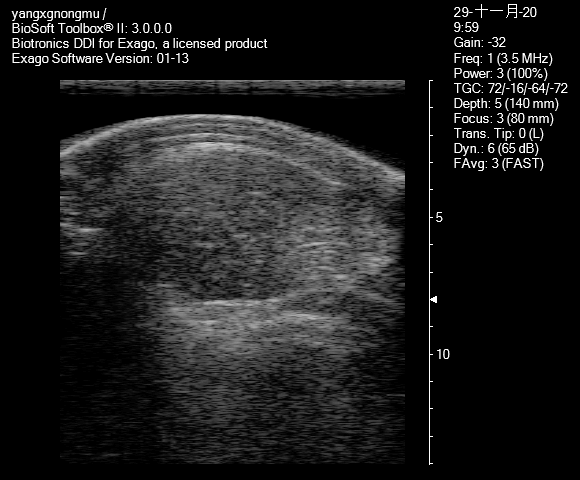 yangxgnongmu /
BioSoft Toolbox® II: 3.0.0.0
Biotronics DDI for Exago, a licensed product
Exago Software Version: 01-13
29-十一月-20
9:59
Gain: -32
Freq: 1 (3.5 MHz)
Power: 3 (100%)
TGC: 72/-16/-64/-72
Depth: 5 (140 mm)
Focus: 3 (80 mm)
Trans. Tip: 0 (L)
Dyn.: 6 (65 dB)
FAvg: 3 (FAST)
5
10